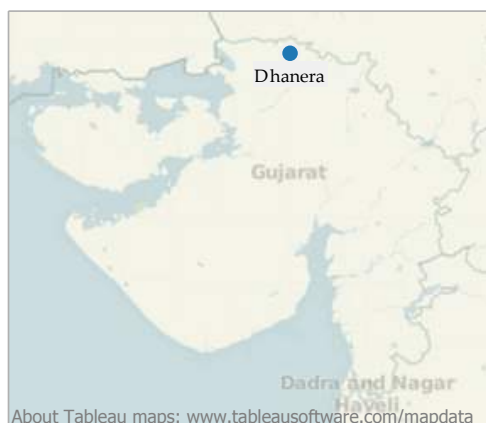 Dhanera
Gujarat
Dadra and Nagar
Haveli
About Tableau maps: www.tableausoftware.com/mapdata